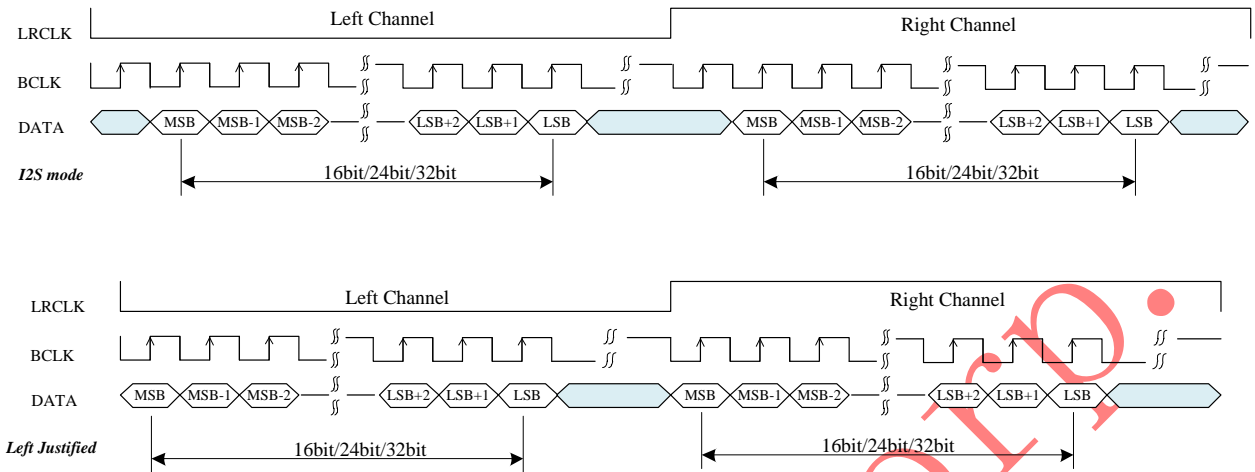 Left Channel
Right Channel
LRCLK
BCLK
DATA
MSB MSB-1 MSB-2 LSB+2 LSB+1 LSB MSB MSB-1 MSB-2 LSB+2 LSB+1 LSB
I2S mode
16bit/24bit/32bit 16bit/24bit/32bit
Left Channel
Right Channel
LRCLK
BCLK
DATA
MSB MSB-1 MSB-2 LSB+2 LSB+1 LSB MSB MSB-1 MSB-2 LSB+2 LSB+1 LSB
Left Justified
16bit/24bit/32bit 16bit/24bit/32bit
orp.